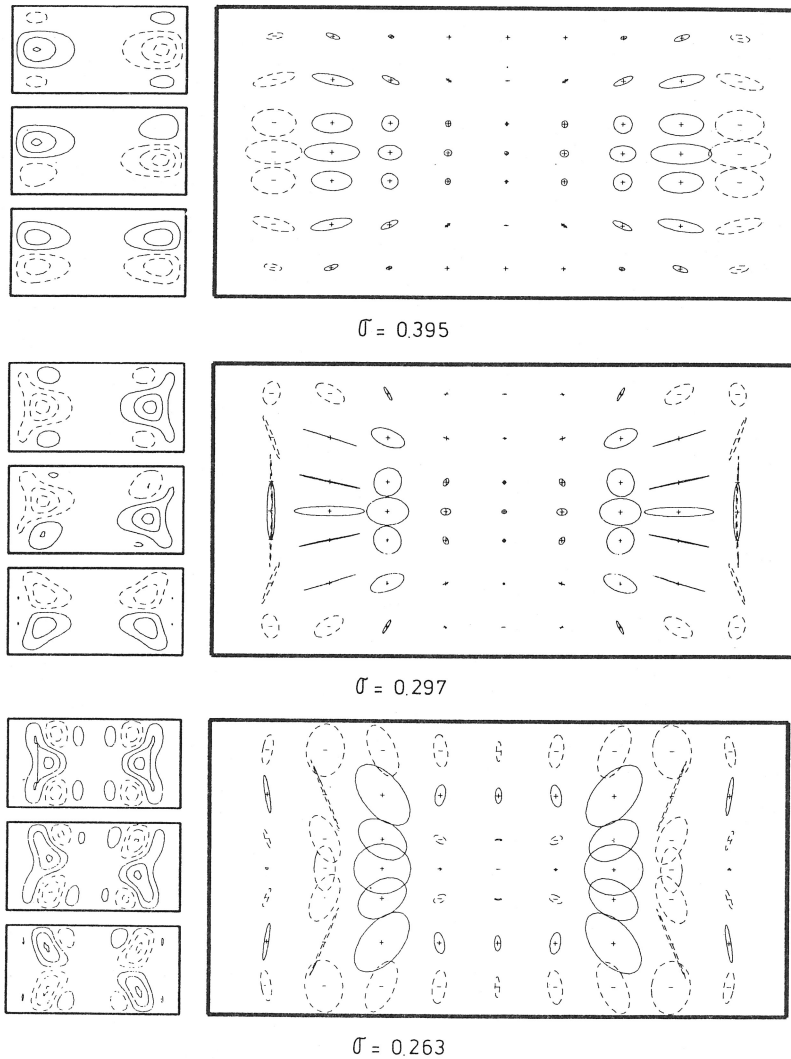 σ = 0.395
σ = 0.297
σ = 0.263